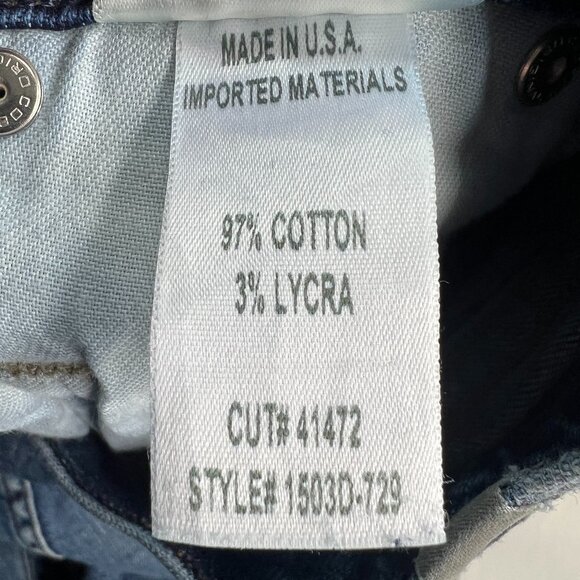 MADE IN U.S.A.
IMPORTED MATERIALS
97% COTTON
3% LYCRA
CUT# 41472
STYLE# 1503D-729